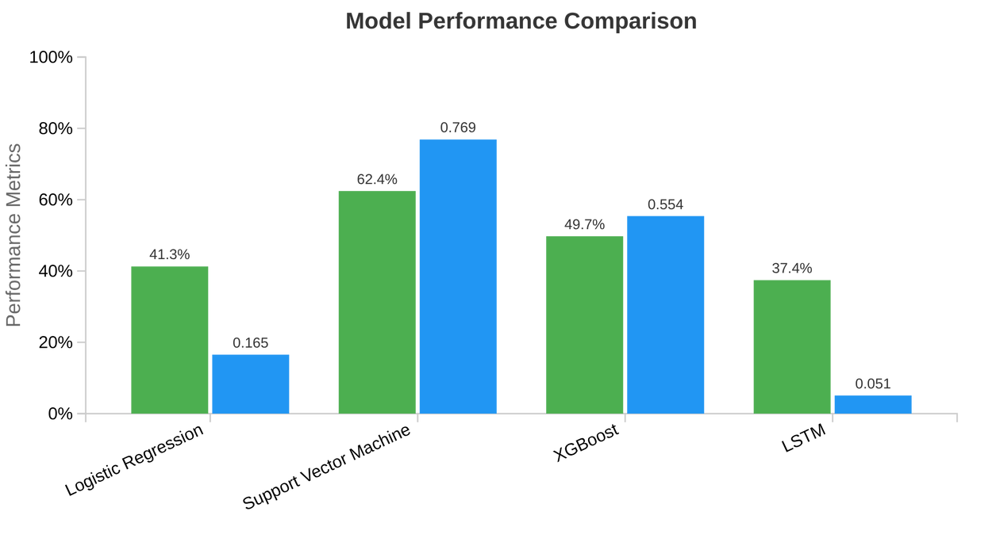 Model Performance Comparison
Performance Metrics
100%
80%
60%
40%
20%
0%
41.3%
0.165
62.4%
0.769
49.7%
0.554
37.4%
0.051
Logistic Regression
Support Vector Machine
XGBoost
LSTM